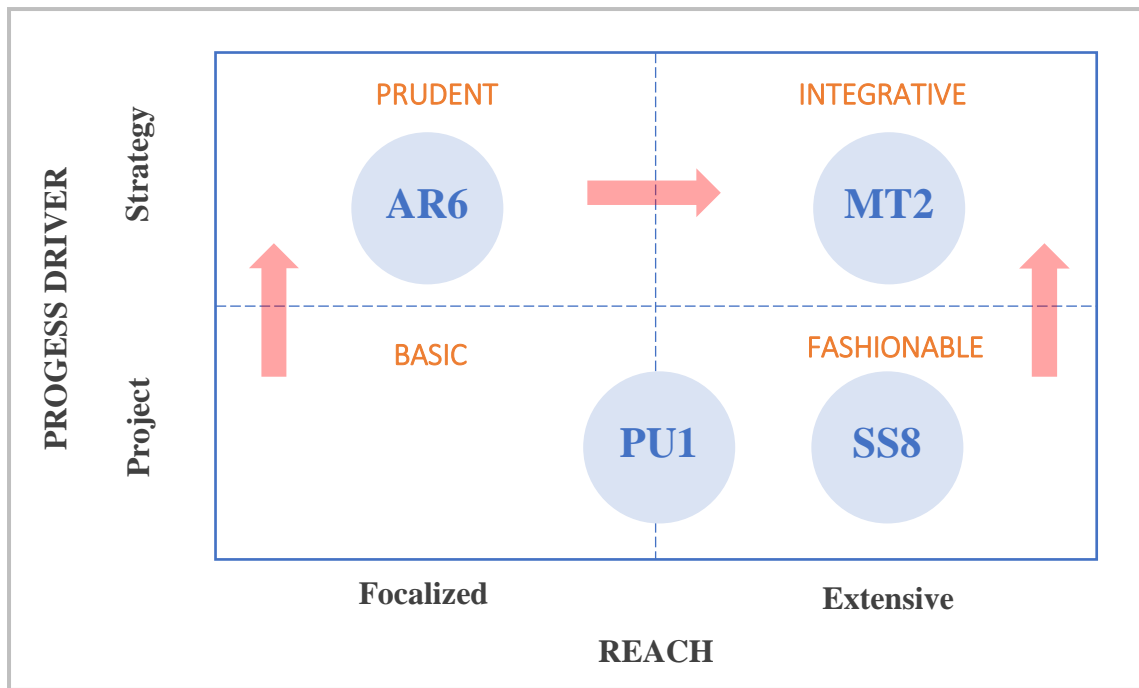 PROGESS DRIVER
Strategy
Project
PRUDENT
INTEGRATIVE
AR6
MT2
BASIC
FASHIONABLE
PU1
SS8
Focalized
Extensive
REACH